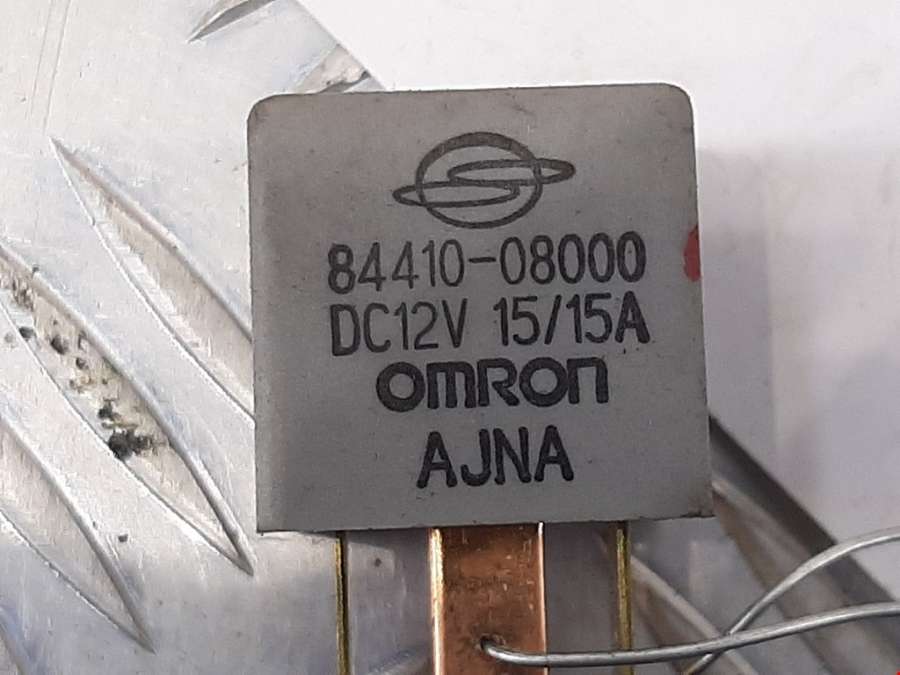 84410-08000
DC12V 15/15A
OMRON
AJNA